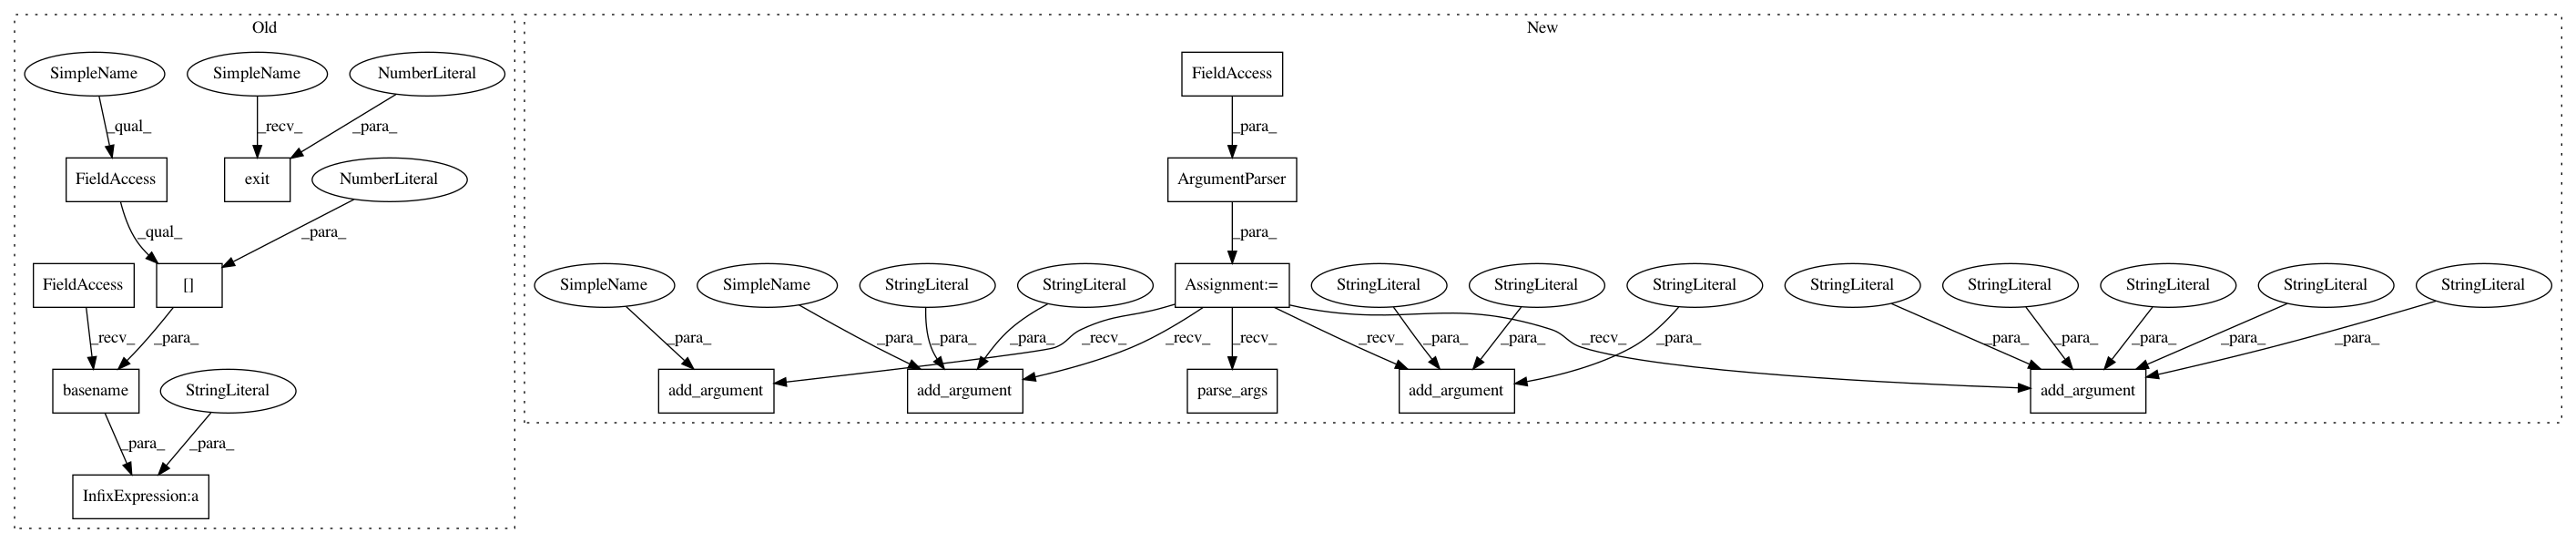 Old
New
SimpleName
SimpleName
NumberLiteral
FieldAccess
_qual_
_recv_
_para_
_para_
FieldAccess
exit
NumberLiteral
ArgumentParser
_qual_
_para_
_para_
FieldAccess
[]
SimpleName
SimpleName
StringLiteral
StringLiteral
Assignment:=
StringLiteral
StringLiteral
StringLiteral
StringLiteral
StringLiteral
StringLiteral
StringLiteral
StringLiteral
_recv_
_para_
_para_
_recv_
_para_
_para_
_para_
_recv_
_recv_
_recv_
_para_
_para_
_para_
_para_
_para_
_para_
_para_
_para_
basename
StringLiteral
add_argument
add_argument
parse_args
add_argument
add_argument
_para_
_para_
InfixExpression:a